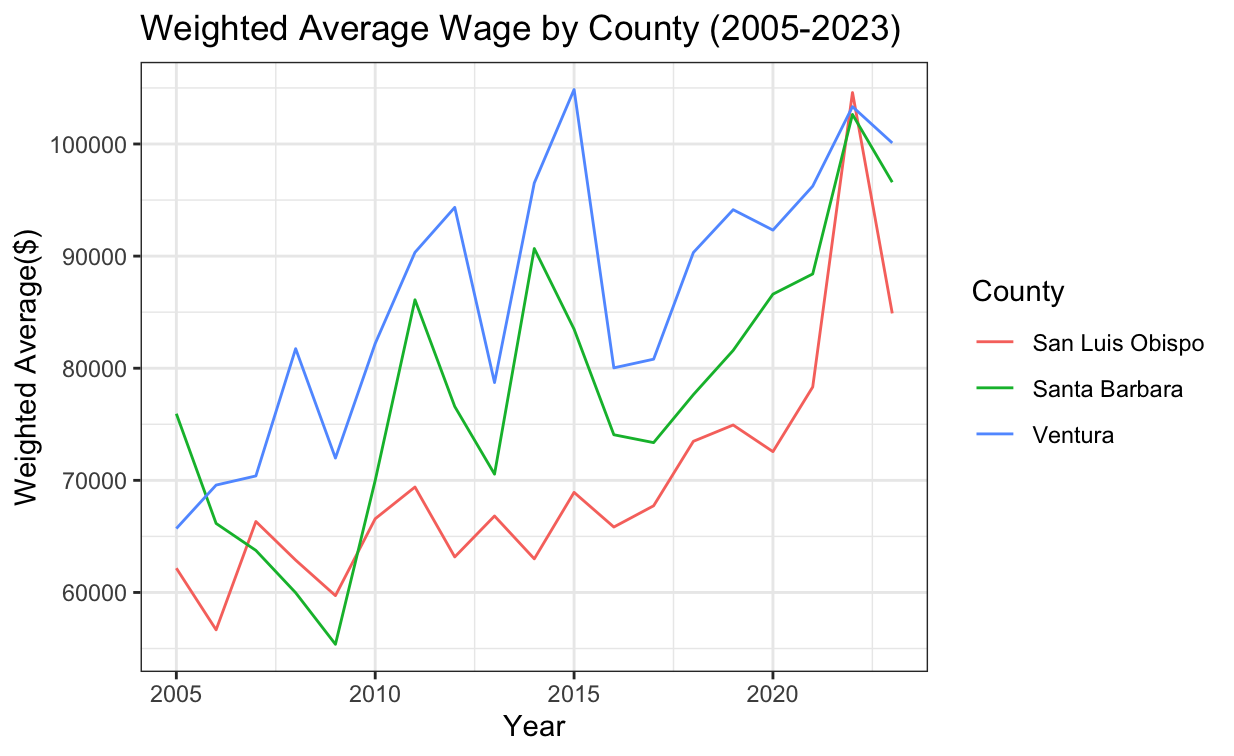 Weighted Average Wage by County (2005-2023)
Weighted Average($)
100000
90000
80000
70000
60000
2005 2010 2015 2020
Year
County
San Luis Obispo
Santa Barbara
Ventura